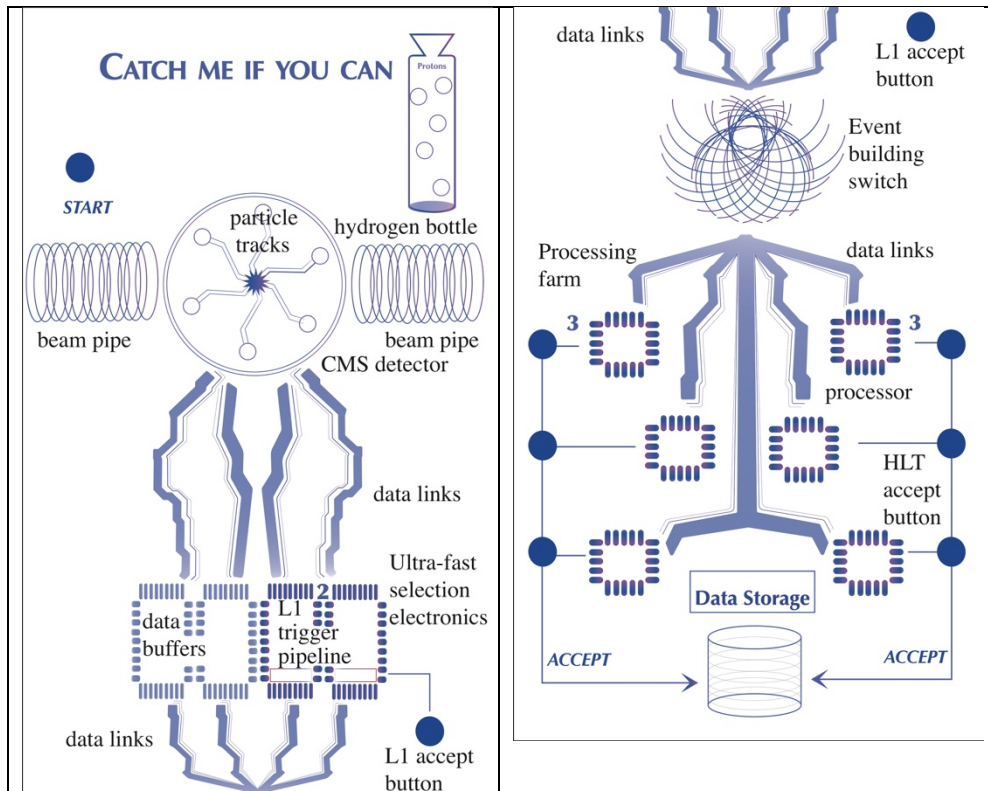 CATCH ME IF YOU CAN
Protons
START
particle
tracks
hydrogen bottle
beam pipe
beam pipe
CMS detector
data links
Ultra-fast
selection
electronics
2
data
buffers
L1
trigger
pipeline
data links
L1 accept
button
data links
L1 accept
button
Event
building
switch
Processing
farm
data links
3
3
processor
HLT
accept
button
Data Storage
ACCEPT
ACCEPT